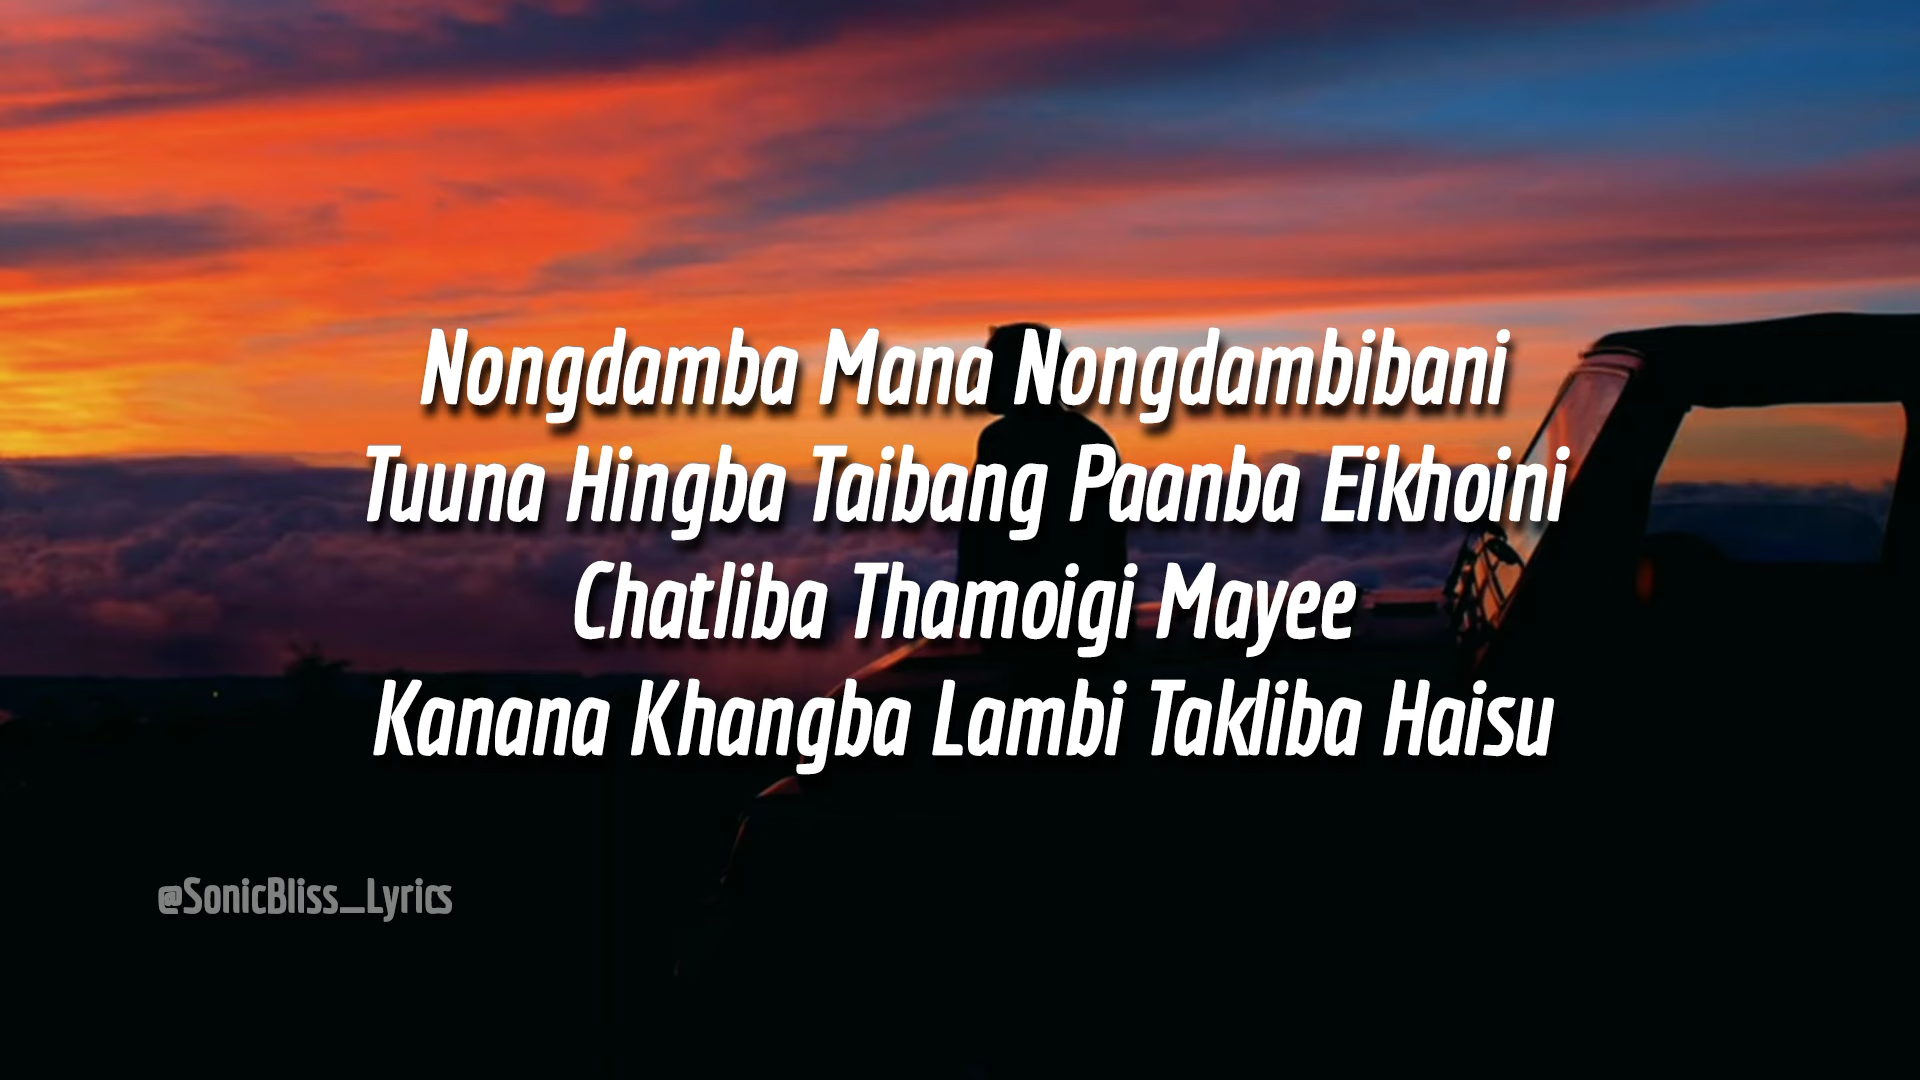 Nongdamba Mana Nongdambibani
Tuuna Hingba Taibang Paanba Eikhoini
Chatliba Thamoigi Mayee
Kanana Khangba Lambi Takliba Haisu
@SonicBliss_Lyrics